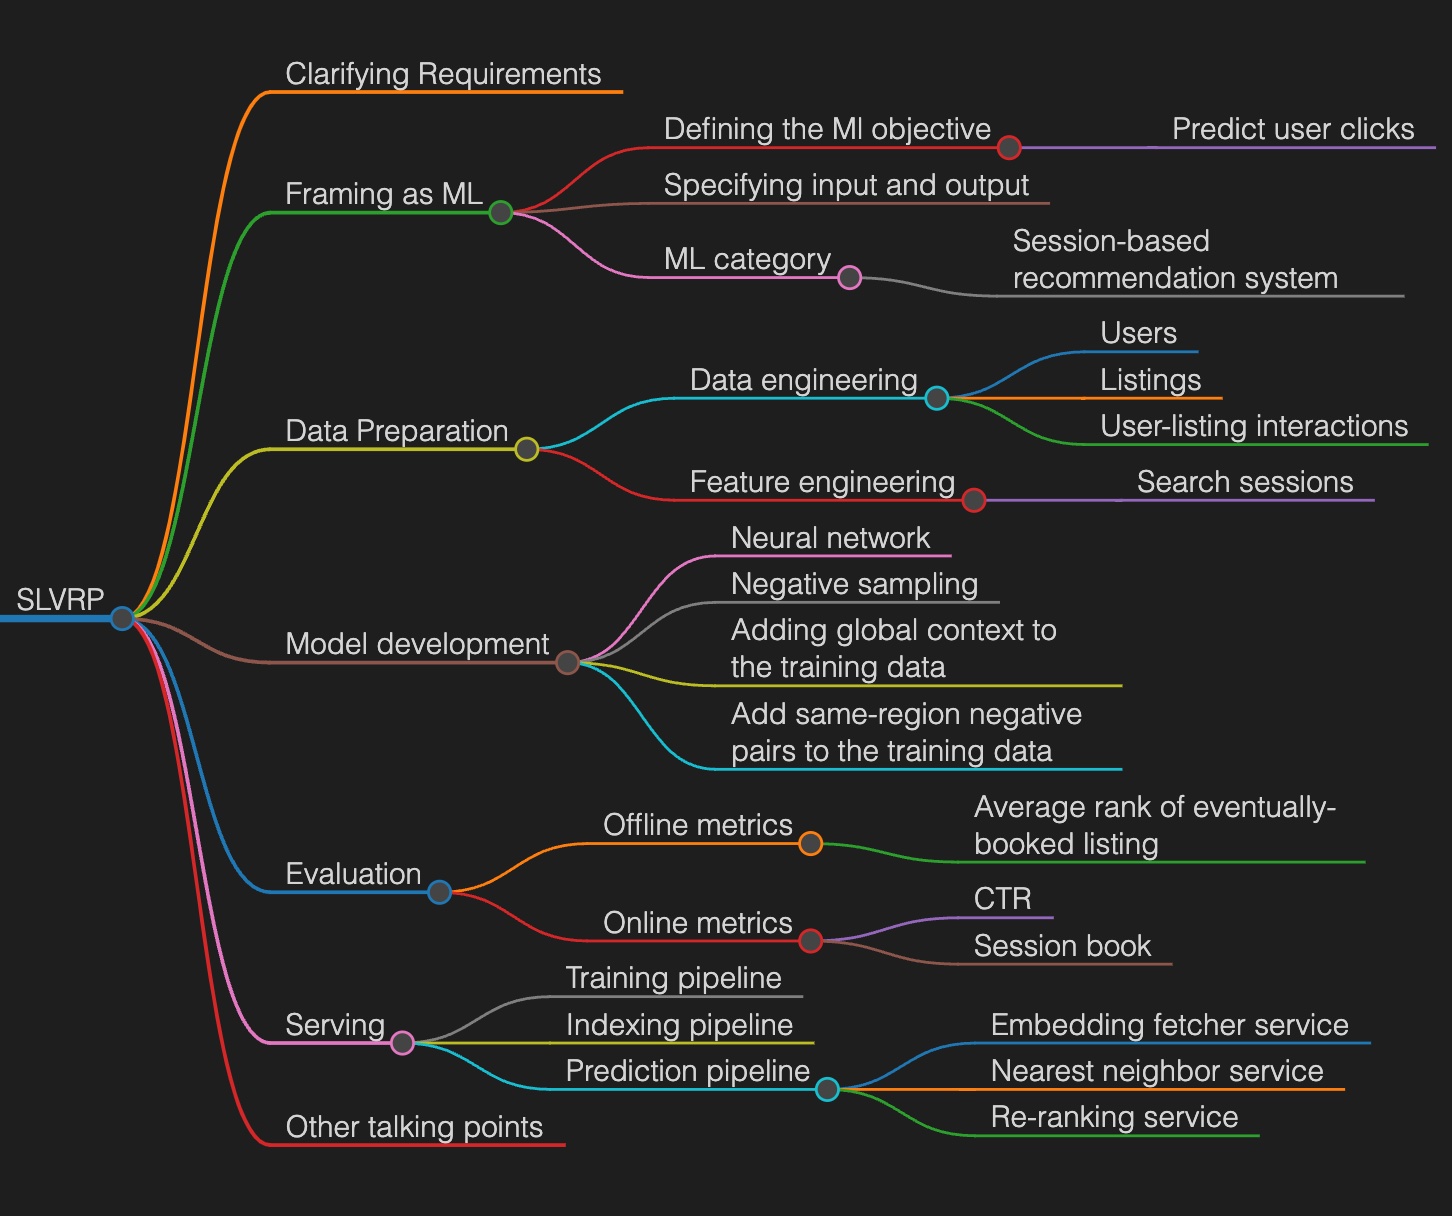 Clarifying Requirements
Defining the Ml objective
Predict user clicks
Framing as ML
Specifying input and output
ML category
Session-based
recommendation system
Users
Data engineering
Listings
User-listing interactions
Data Preparation
Feature engineering
Search sessions
SLVRP
Neural network
Negative sampling
Model development
Adding global context to
the training data
Add same-region negative
pairs to the training data
Offline metrics
Average rank of eventually-
booked listing
Evaluation
Online metrics
CTR
Session book
Training pipeline
Serving
Indexing pipeline
Prediction pipeline
Embedding fetcher service
Nearest neighbor service
Re-ranking service
Other talking points